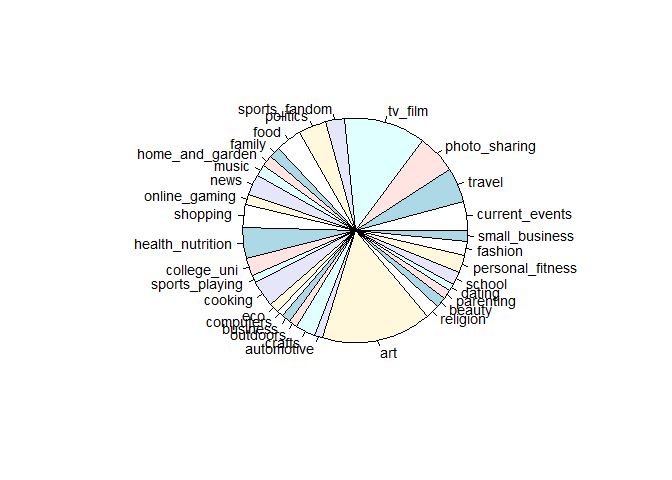 sports_fandom
tv_film
politics
food
photo_sharing
family
home_and_garden
music
travel
news
online_gaming
shopping
current_events
small_business
health_nutrition
fashion
college_uni
personal_fitness
sports_playing
school
dating
cooking
parenting
beauty
eco
religion
computers
business
outdoors
crafts
automotive
art